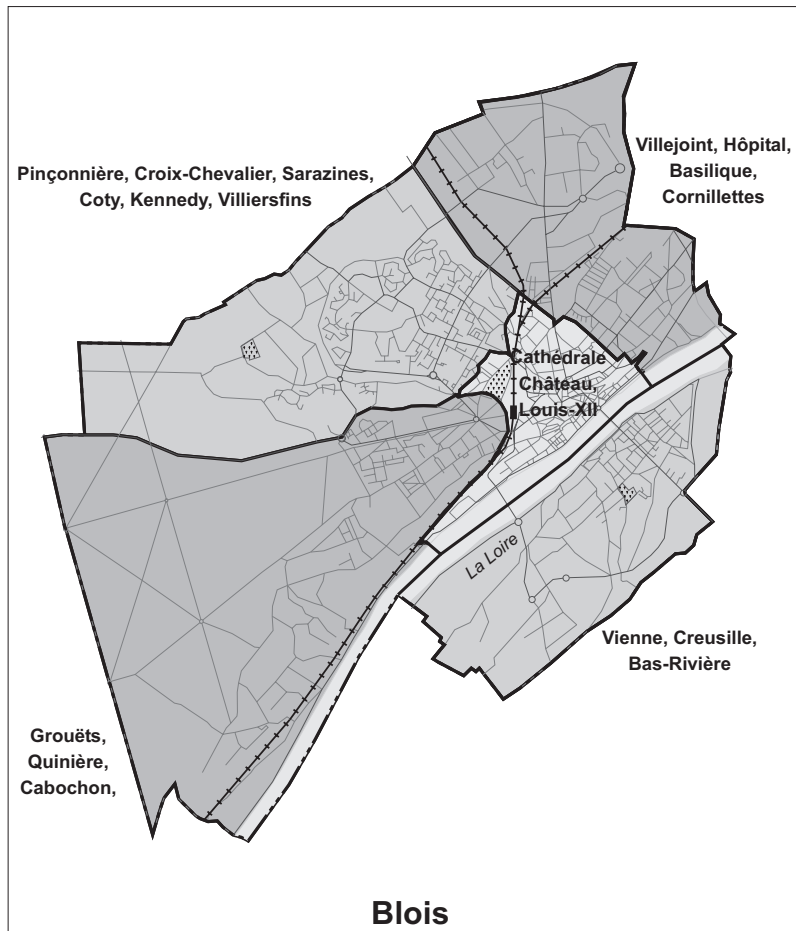 Pinçonnière, Croix-Chevalier, Sarazines,
Coty, Kennedy, Villiersfins
Villejoint, Hôpital,
Basilique,
Cornillettes
Cathédrale
Château,
Louis-XII
La Loire
Vienne, Creusille,
Bas-Rivière
Grouëts,
Quinière,
Cabochon,
Blois